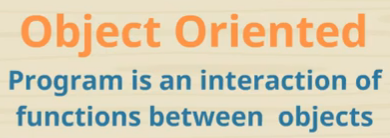 Object Oriented
Program is an interaction of
functions between objects